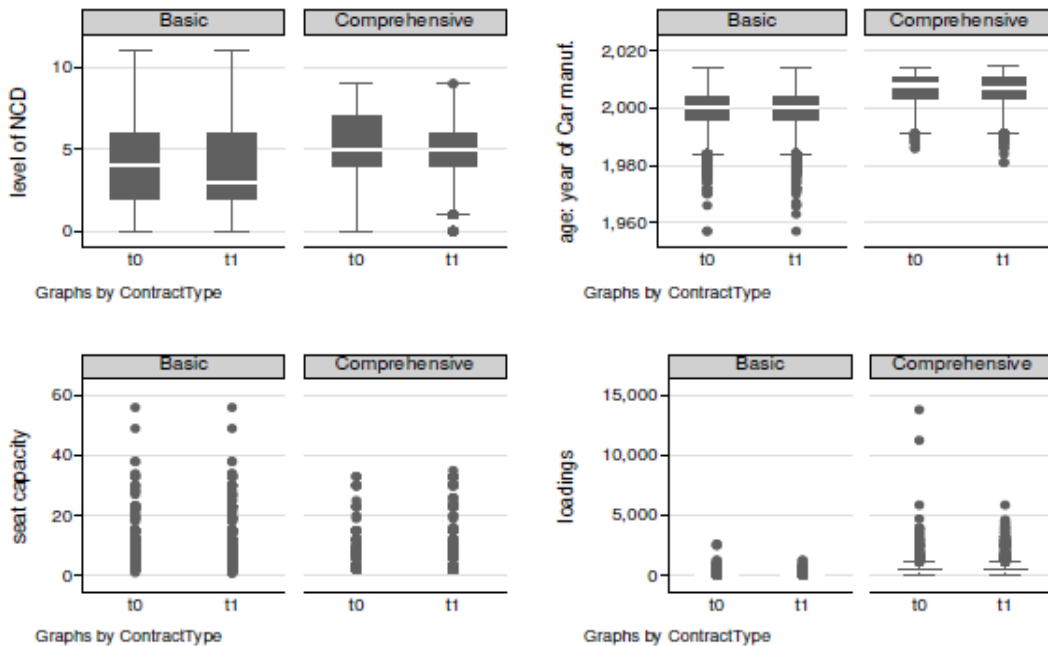 Basic
Comprehensive
level of NCD
10
5
0
t0
t1
t0
t1
Graphs by ContractType
Basic
Comprehensive
age: year of Car manuf.
2,020
2,000
1,980
1,960
t0
t1
t0
t1
Graphs by ContractType
Basic
Comprehensive
seat capacity
60
40
20
0
t0
t1
t0
t1
Graphs by ContractType
Basic
Comprehensive
loadings
15,000
10,000
5,000
0
t0
t1
t0
t1
Graphs by ContractType